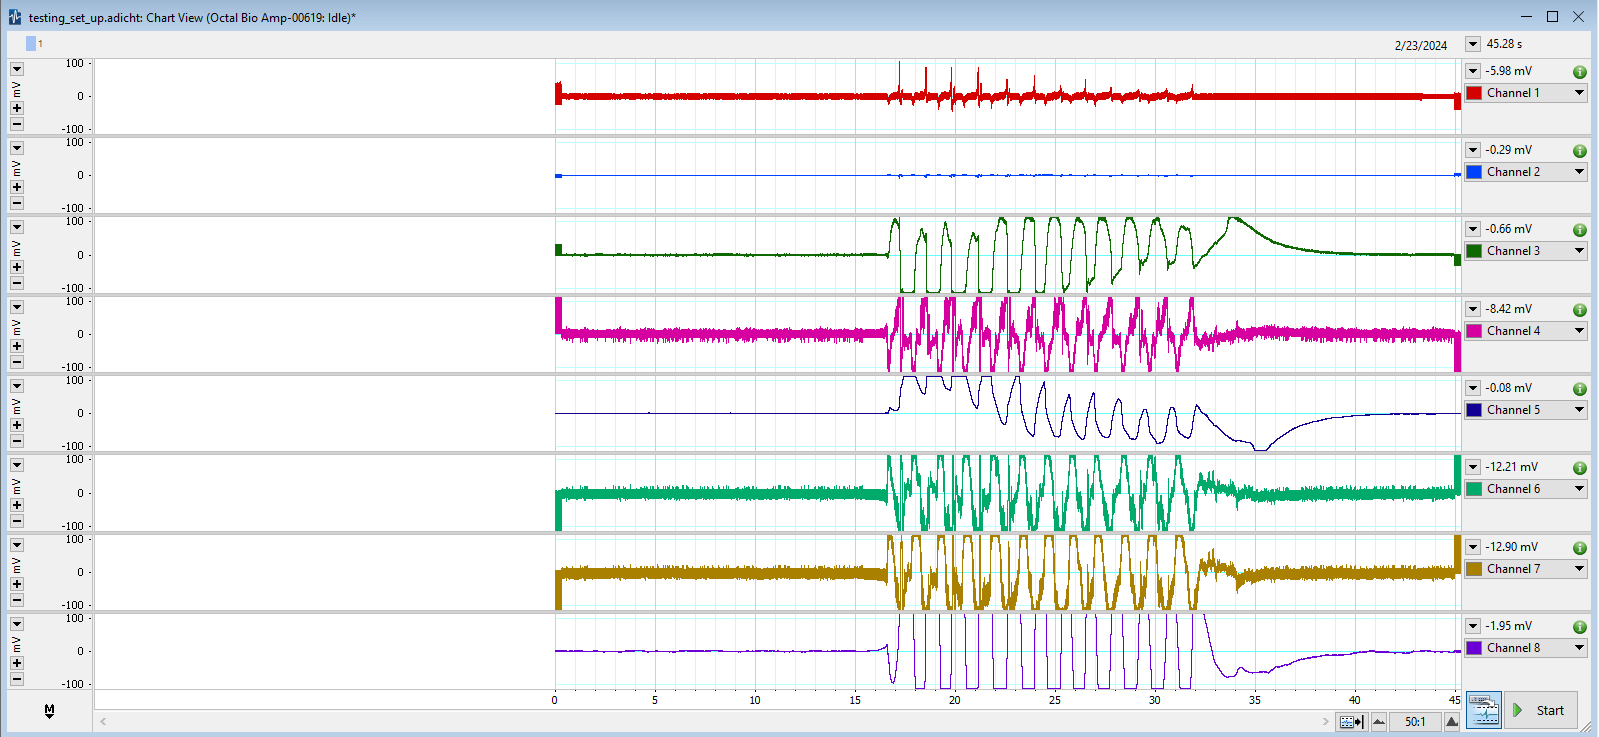 testing_set_up.adicht: Chart View (Octal Bio Amp-00619: Idle)*
1
2/23/2024
45.28 s
100
mV
0
-100
-5.98 mV
Channel 1
100
mV
0
-100
-0.29 mV
Channel 2
100
mV
0
-100
-0.66 mV
Channel 3
100
mV
0
-100
-8.42 mV
Channel 4
100
mV
0
-100
-0.08 mV
Channel 5
100
mV
0
-100
-12.21 mV
Channel 6
100
mV
0
-100
-12.90 mV
Channel 7
100
mV
0
-100
-1.95 mV
Channel 8
0 5 10 15 20 25 30 35 40 45
M
50:1
Start